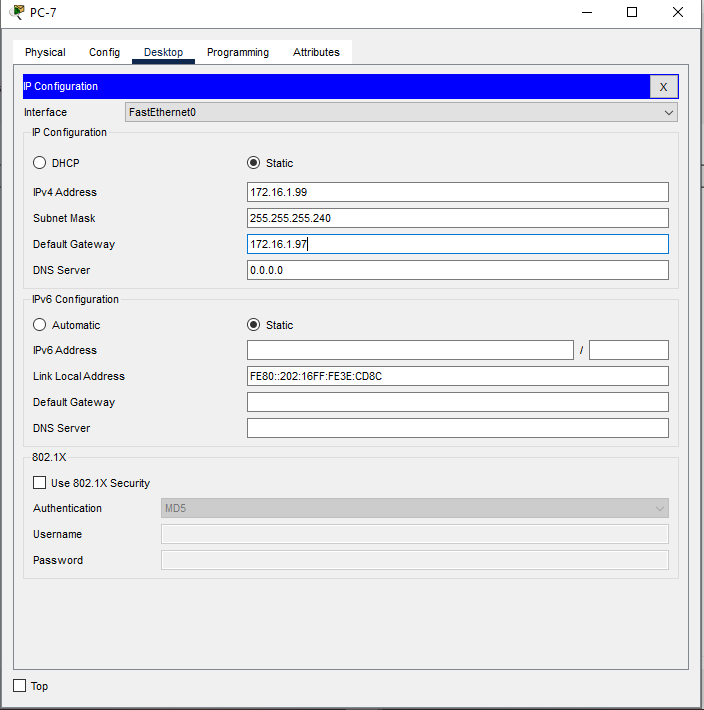 PC-7
Physical Config Desktop Programming Attributes
IP Configuration X
Interface FastEthernet0
IP Configuration
DHCP Static
IPv4 Address 172.16.1.99
Subnet Mask 255.255.255.240
Default Gateway 172.16.1.97
DNS Server 0.0.0.0
IPv6 Configuration
Automatic Static
IPv6 Address /
Link Local Address FE80::202:16FF:FE3E:CD8C
Default Gateway
DNS Server
802.1X
Use 802.1X Security
Authentication MD5
Username
Password
Top